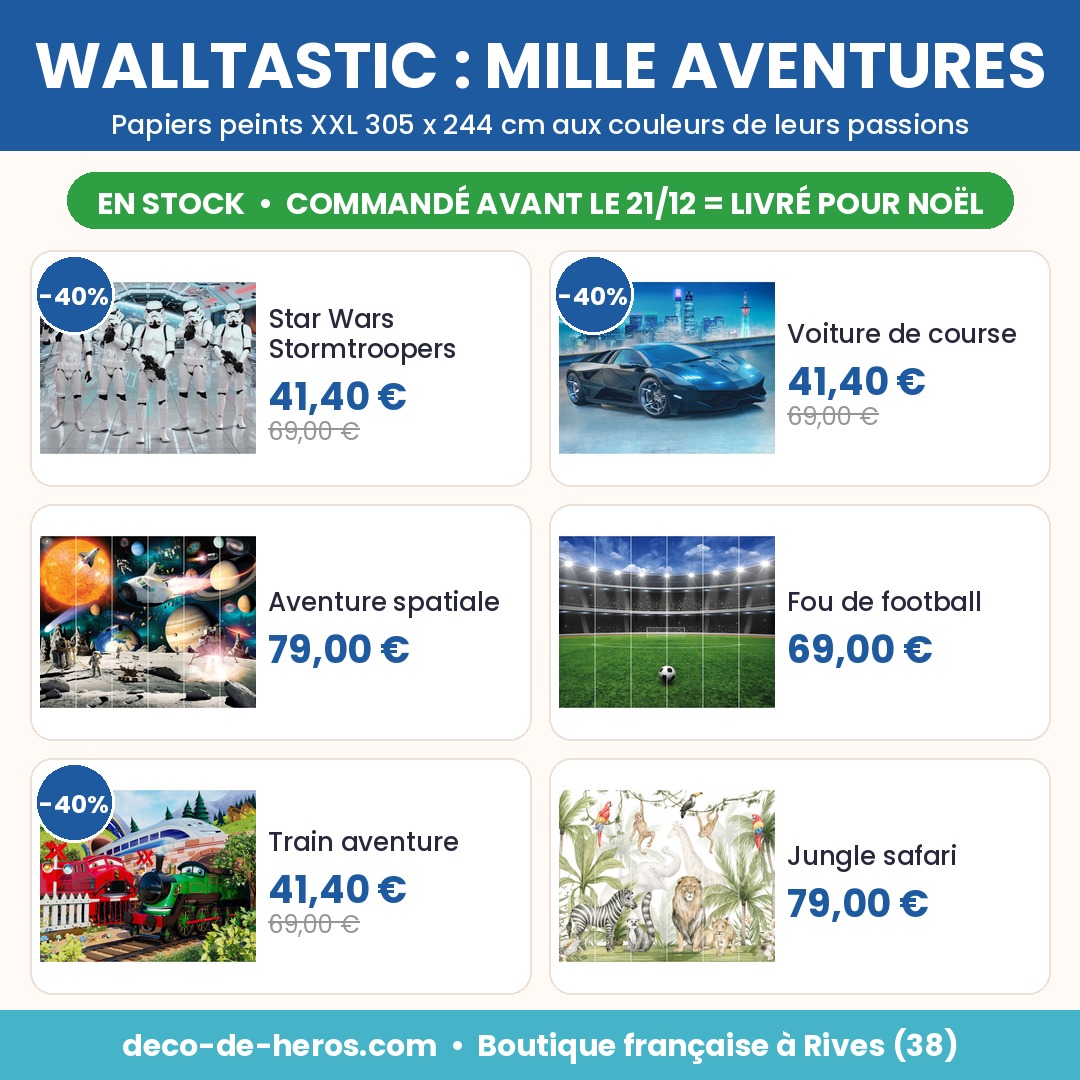 WALLTASTIC : MILLE AVENTURES
Papiers peints XXL 305 x 244 cm aux couleurs de leurs passions
EN STOCK • COMMANDÉ AVANT LE 21/12 = LIVRÉ POUR NOËL
-40%
Star Wars
Stormtroopers
41,40 €
69,00 €
-40%
Voiture de course
41,40 €
69,00 €
Aventure spatiale
79,00 €
Fou de football
69,00 €
-40%
Train aventure
41,40 €
69,00 €
Jungle safari
79,00 €
deco-de-heros.com • Boutique française à Rives (38)